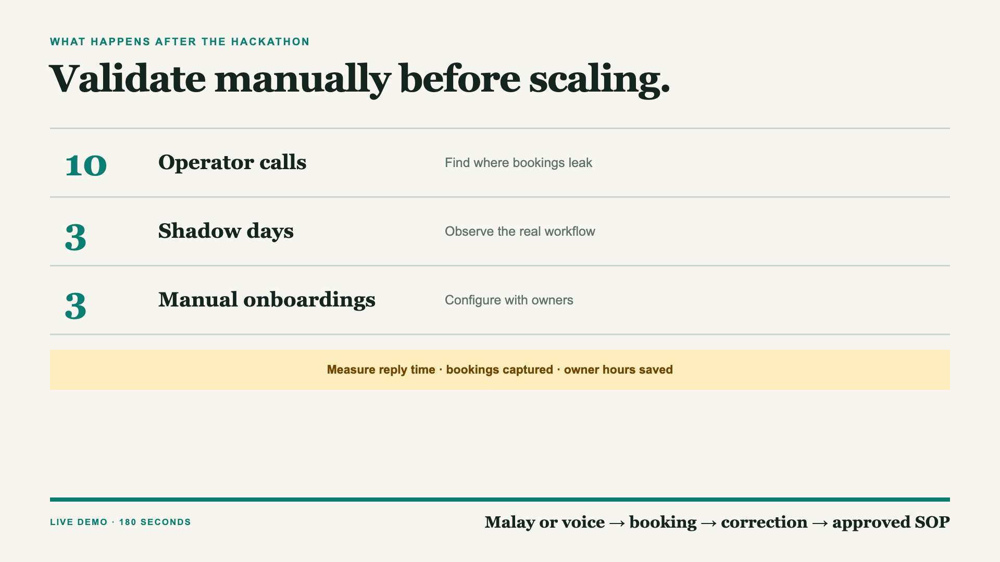 WHAT HAPPENS AFTER THE HACKATHON
Validate manually before scaling.
10 Operator calls Find where bookings leak
3 Shadow days Observe the real workflow
3 Manual onboardings Configure with owners
Measure reply time · bookings captured · owner hours saved
LIVE DEMO · 180 SECONDS Malay or voice → booking → correction → approved SOP